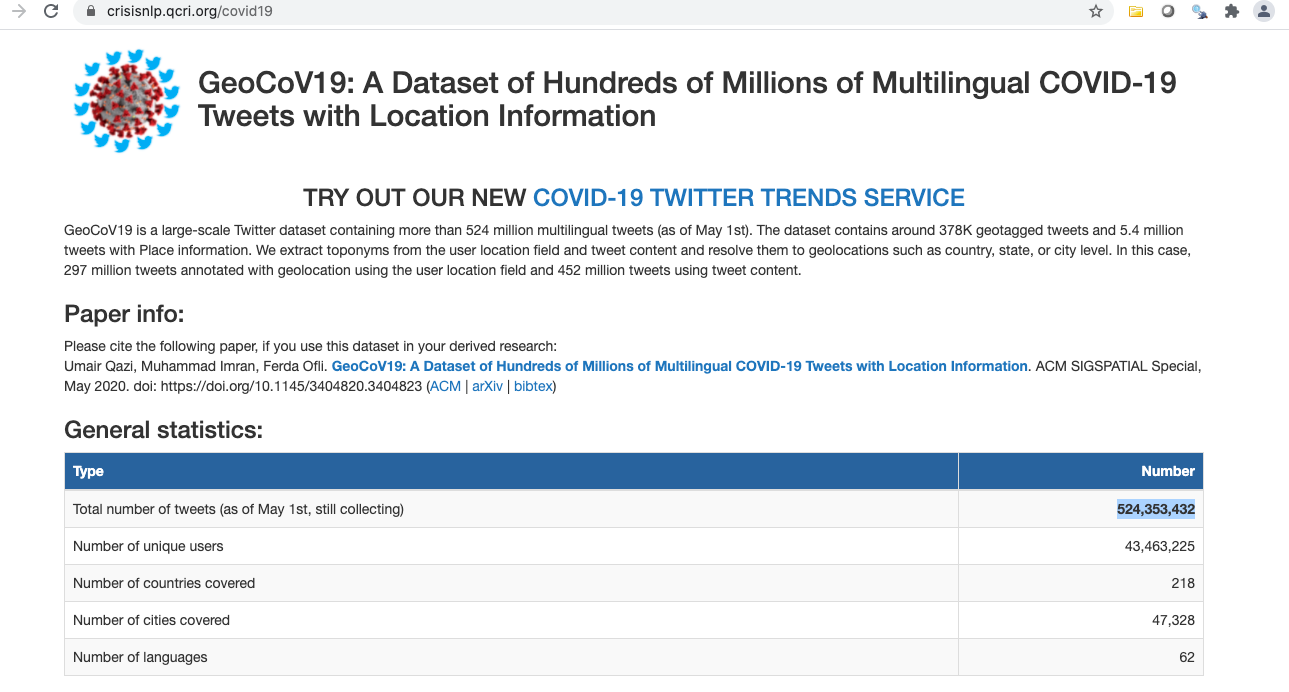 crisisnlp.qcri.org/covid19
GeoCoV19: A Dataset of Hundreds of Millions of Multilingual COVID-19
Tweets with Location Information
TRY OUT OUR NEW COVID-19 TWITTER TRENDS SERVICE
GeoCoV19 is a large-scale Twitter dataset containing more than 524 million multilingual tweets (as of May 1st). The dataset contains around 378K geotagged tweets and 5.4 million
tweets with Place information. We extract toponyms from the user location field and tweet content and resolve them to geolocations such as country, state, or city level. In this case,
297 million tweets annotated with geolocation using the user location field and 452 million tweets using tweet content.
Paper info:
Please cite the following paper, if you use this dataset in your derived research:
Umair Qazi, Muhammad Imran, Ferda Ofli. GeoCoV19: A Dataset of Hundreds of Millions of Multilingual COVID-19 Tweets with Location Information. ACM SIGSPATIAL Special,
May 2020. doi: https://doi.org/10.1145/3404820.3404823 (ACM | arXiv | bibtex)
General statistics:
Type Number
Total number of tweets (as of May 1st, still collecting) 524,353,432
Number of unique users 43,463,225
Number of countries covered 218
Number of cities covered 47,328
Number of languages 62